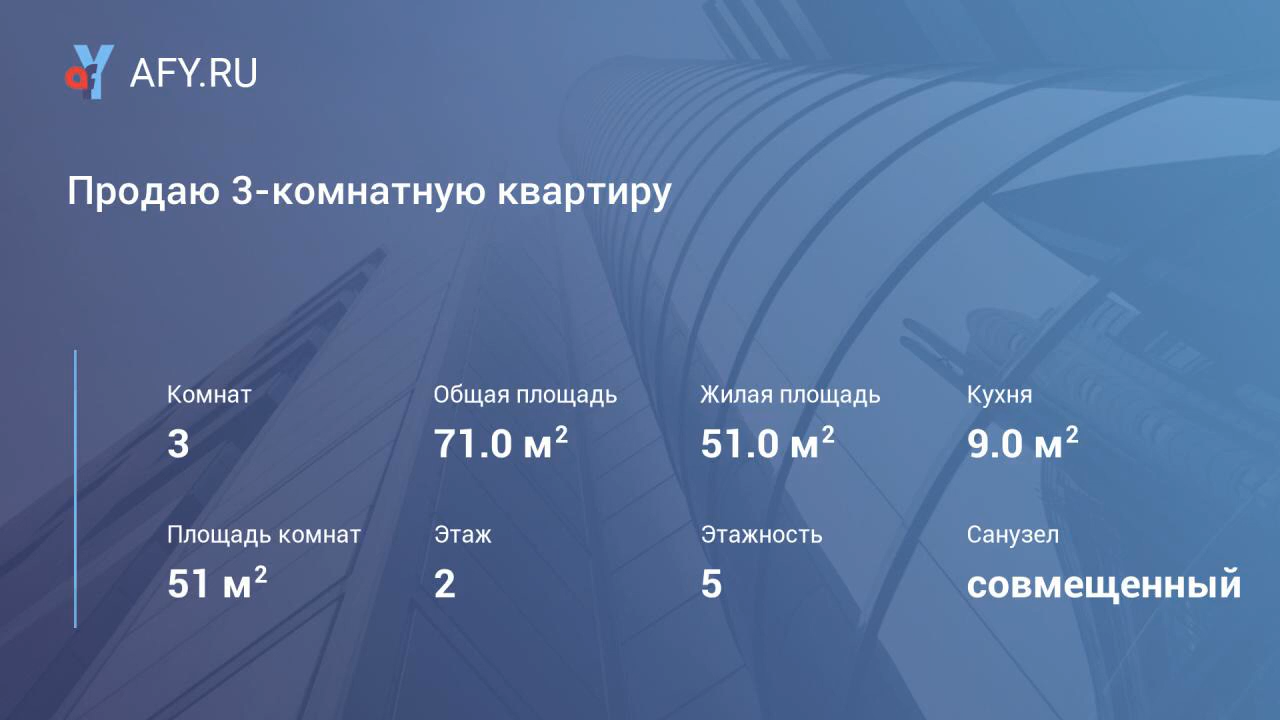 AFY.RU
Продаю 3-комнатную квартиру
Комнат
3
Общая площадь
71.0 м²
Жилая площадь
51.0 м²
Кухня
9.0 м²
Площадь комнат
51 м²
Этаж
2
Этажность
5
Санузел
совмещенный